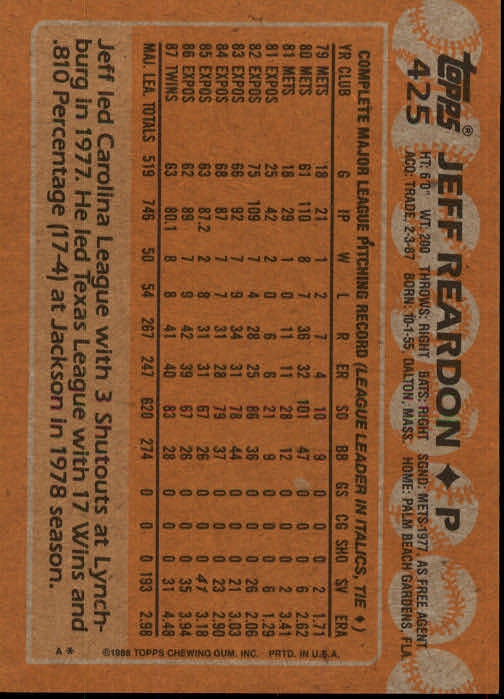 topps® JEFF REARDON ♦ P
425
HT: 6'0" WT: 200 THROWS: RIGHT BATS: RIGHT SGND: METS-1977 AS FREE AGENT
ACQ: TRADE, 2-3-87 BORN: 10-1-55, DALTON, MASS. HOME: PALM BEACH GARDENS, FLA.
COMPLETE MAJOR LEAGUE PITCHING RECORD (LEAGUE LEADER IN ITALICS, TIE ♦)
YR CLUB G IP W L R ER SO BB GS CG SHO SV ERA
79 METS 18 21 1 2 7 4 10 9 0 0 0 2 1.71
80 METS 61 110 8 7 36 32 101 47 0 0 0 6 2.62
81 METS 18 29 1 0 11 11 28 12 0 0 0 2 3.41
81 EXPOS 25 42 2 0 6 6 21 9 0 0 0 6 1.29
82 EXPOS 75 109 7 4 28 25 86 36 0 0 0 26 2.06
83 EXPOS 66 92 7 9 34 31 78 44 0 0 0 21 3.03
84 EXPOS 68 87 7 7 31 28 79 37 0 0 0 23 2.90
85 EXPOS 63 87.2 2 8 31 31 67 26 0 0 0 41 3.18
86 EXPOS 62 89 7 9 42 39 67 26 0 0 0 35 3.94
87 TWINS 63 80.1 8 8 41 40 83 28 0 0 0 31 4.48
MAJ. LEA. TOTALS 519 746 50 54 267 247 620 274 0 0 0 193 2.98
©1988 TOPPS CHEWING GUM, INC. PRTD. IN U.S.A.
Jeff led Carolina League with 3 Shutouts at Lynch-
burg in 1977. He led Texas League with 17 Wins and
.810 Percentage (17-4) at Jackson in 1978 season.
A*